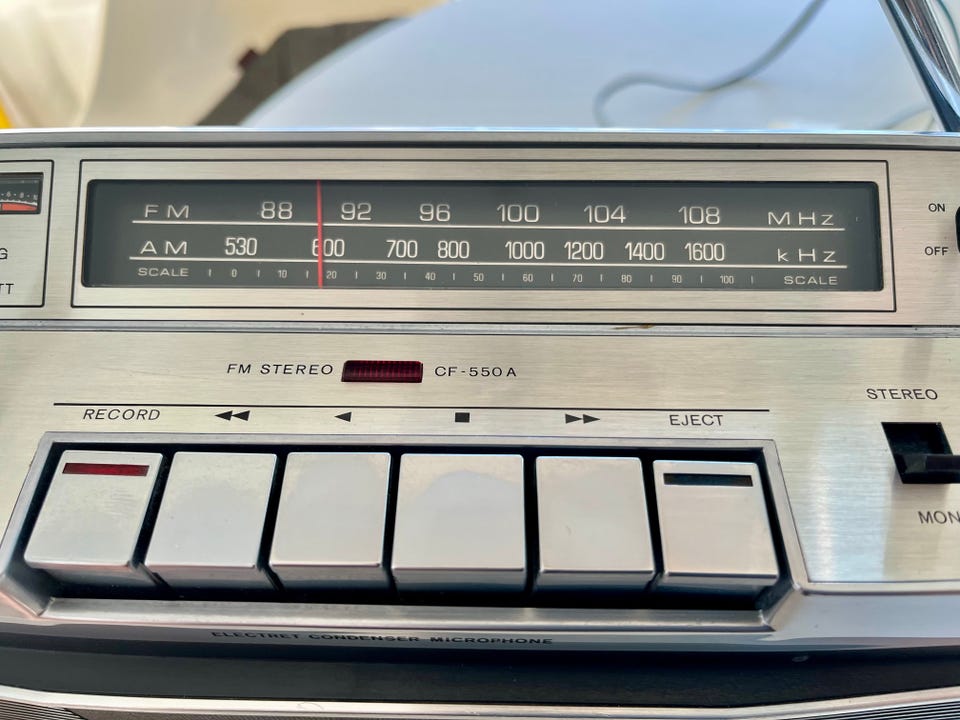 FM 88 92 96 100 104 108 MHz
AM 530 600 700 800 1000 1200 1400 1600 kHz
SCALE 0 10 20 30 40 50 60 70 80 90 100 SCALE
ON
OFF
G
TT
FM STEREO CF-550A
STEREO
RECORD ◀◀ ◀ ■ ▶▶ EJECT
MON
ELECTRET CONDENSER MICROPHONE